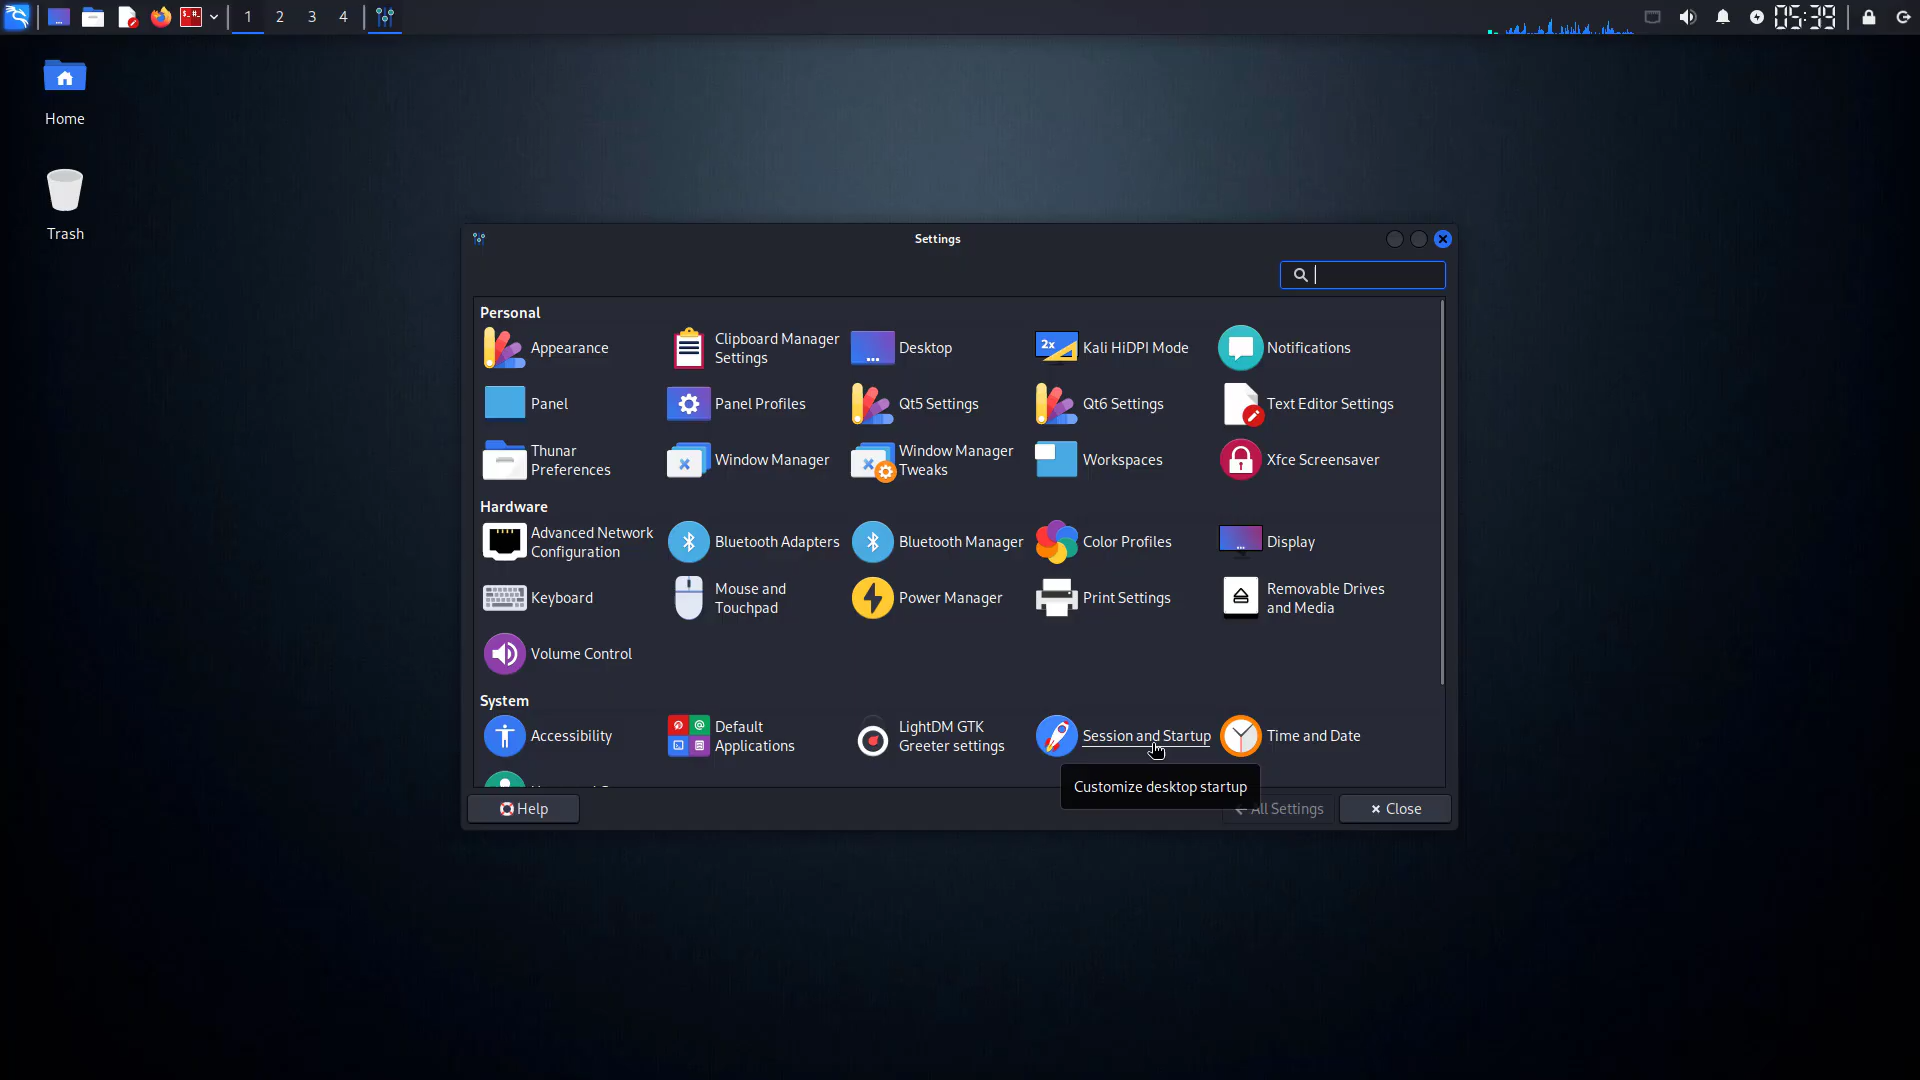 1 2 3 4
05:39
Home
Trash
Settings
Personal
Appearance
Clipboard Manager
Settings
Desktop
2x
Kali HiDPI Mode
Notifications
Panel
Panel Profiles
Qt5 Settings
Qt6 Settings
Text Editor Settings
Thunar
Preferences
Window Manager
Window Manager
Tweaks
Workspaces
Xfce Screensaver
Hardware
Advanced Network
Configuration
Bluetooth Adapters
Bluetooth Manager
Color Profiles
Display
Keyboard
Mouse and
Touchpad
Power Manager
Print Settings
Removable Drives
and Media
Volume Control
System
Accessibility
Default
Applications
LightDM GTK
Greeter settings
Session and Startup
Time and Date
Customize desktop startup
Help
All Settings
Close